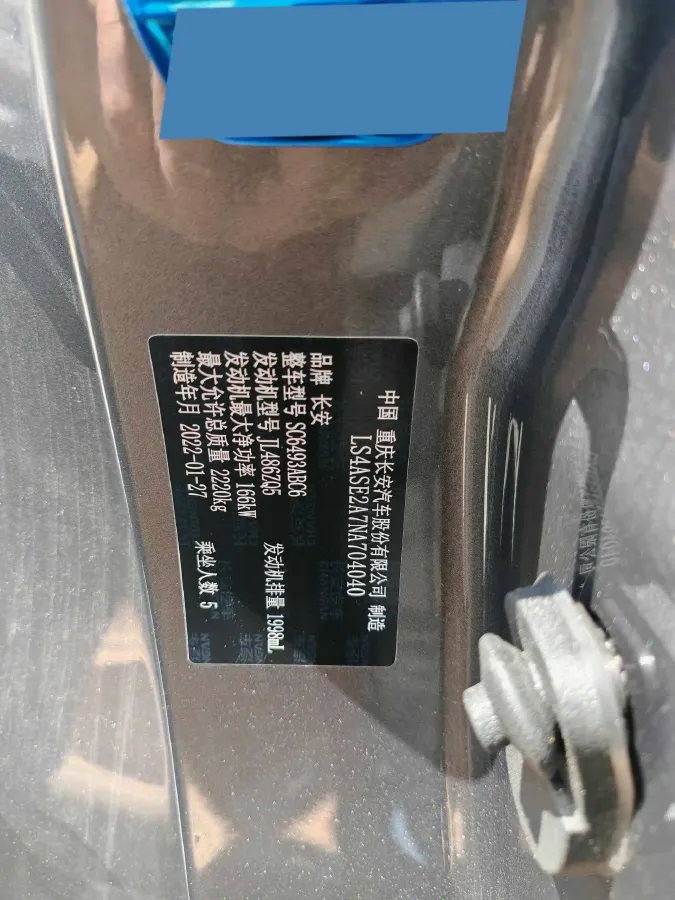 中国 重庆长安汽车股份有限公司 制造
LS4ASE2A7NA704040
品牌 长安
整车型号 SC6493ABC6
发动机型号 JL486ZQ5 发动机排量 1998mL
发动机最大净功率 166kW
最大允许总质量 2220kg
制造年月 2022-01-27 乘坐人数 5